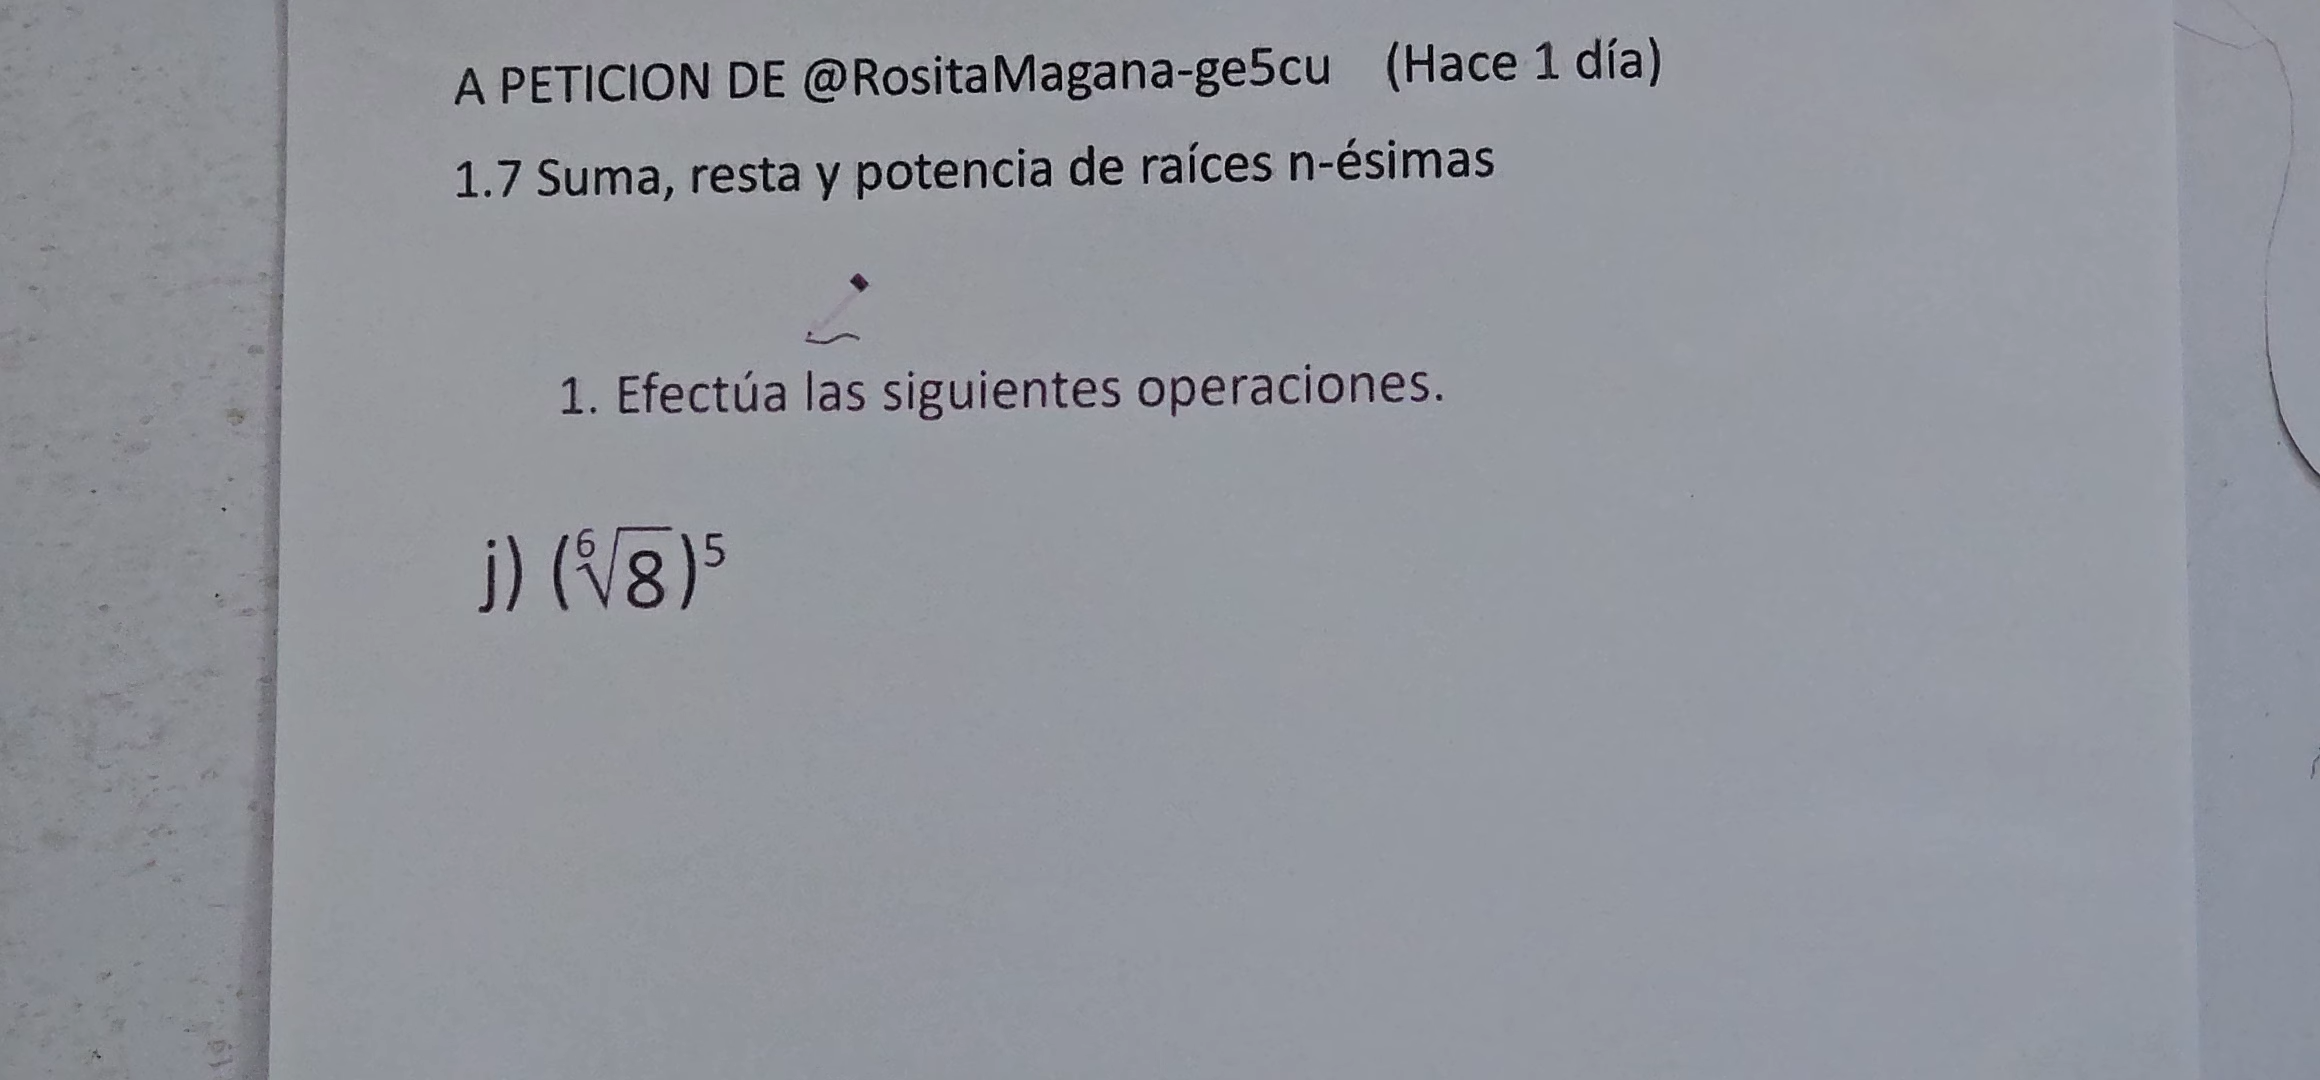 A PETICION DE @RositaMagana-ge5cu (Hace 1 día)
1.7 Suma, resta y potencia de raíces n-ésimas
1. Efectúa las siguientes operaciones.
j) (⁶√8)⁵